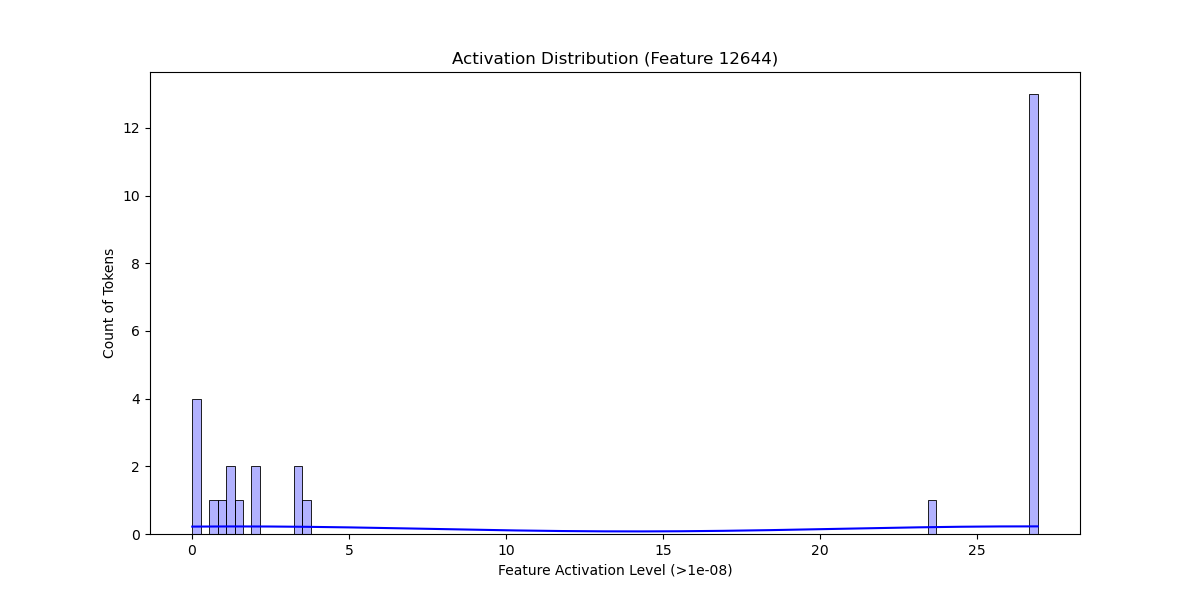 Activation Distribution (Feature 12644)
12
10
8
6
4
2
0
Count of Tokens
0 5 10 15 20 25
Feature Activation Level (>1e-08)